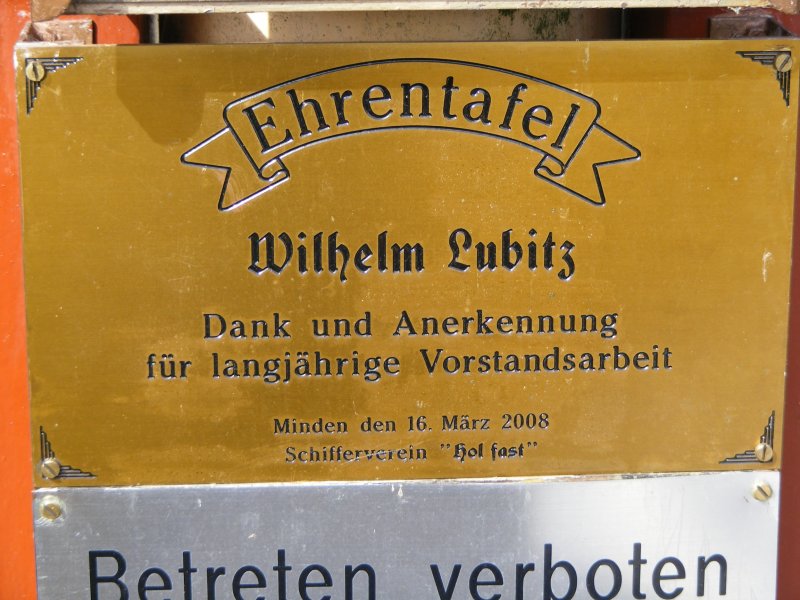 Ehrentafel
Wilhelm Lubitz
Dank und Anerkennung
für langjährige Vorstandsarbeit
Minden den 16. März 2008
Schifferverein "Hol fast"
Betreten verboten